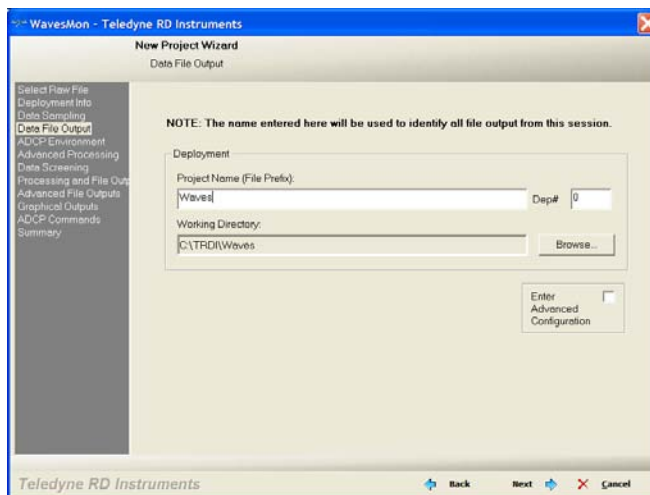 WavesMon - Teledyne RD Instruments
New Project Wizard
Data File Output
Select Raw File
Deployment Info
Data Sampling
Data File Output
ADCP Environment
Advanced Processing
Data Screening
Processing and File Outp
Advanced File Outputs
Graphical Outputs
ADCP Commands
Summary
NOTE: The name entered here will be used to identify all file output from this session.
Deployment
Project Name (File Prefix):
Waves
Dep# 0
Working Directory:
C:\TRDI\Waves
Browse...
Enter
Advanced
Configuration
Teledyne RD Instruments
Back Next Cancel